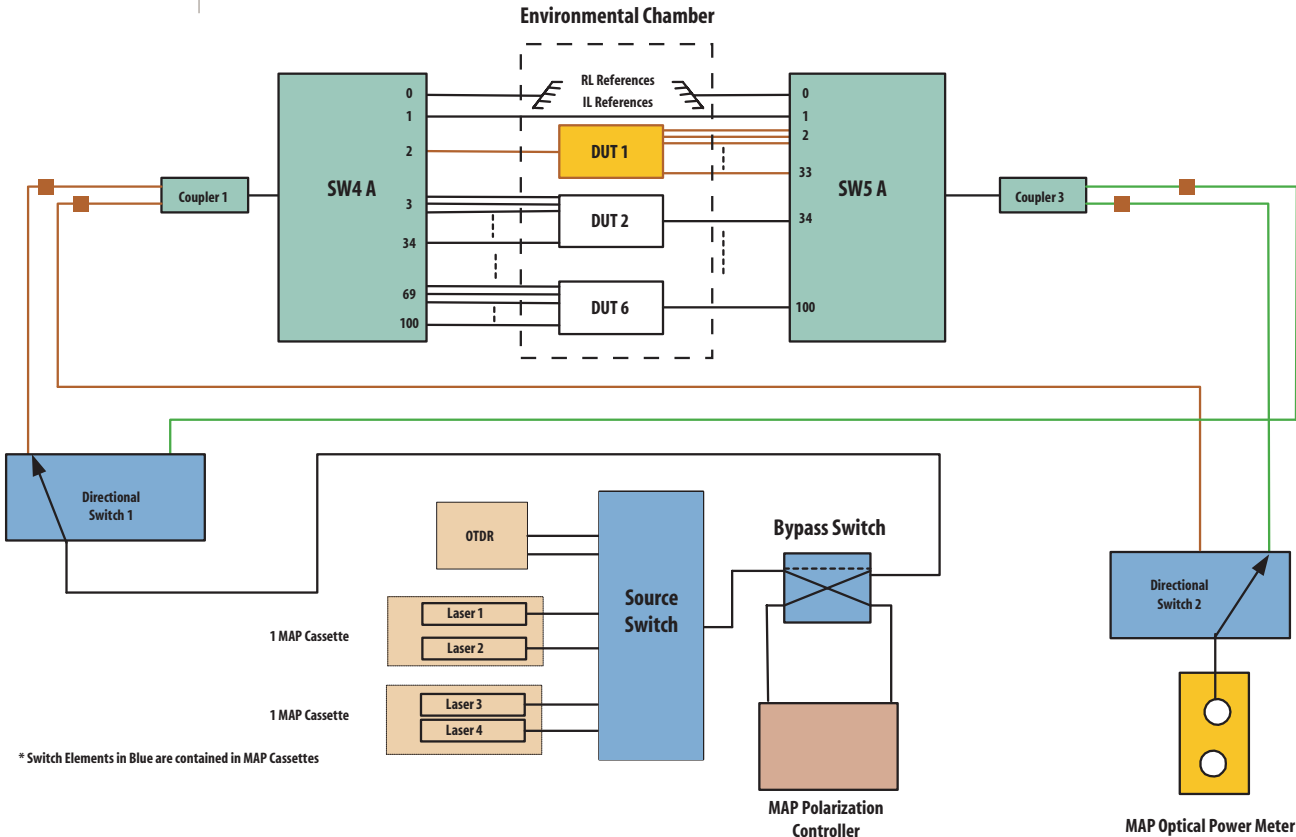 Environmental Chamber
RL References
IL References
0
1
2
3
34
69
100
SW4 A
Coupler 1
DUT 1
DUT 2
DUT 6
0
1
2
33
34
100
SW5 A
Coupler 3
Directional
Switch 1
OTDR
Laser 1
Laser 2
1 MAP Cassette
Laser 3
Laser 4
1 MAP Cassette
Source
Switch
Bypass Switch
MAP Polarization
Controller
Directional
Switch 2
MAP Optical Power Meter
* Switch Elements in Blue are contained in MAP Cassettes